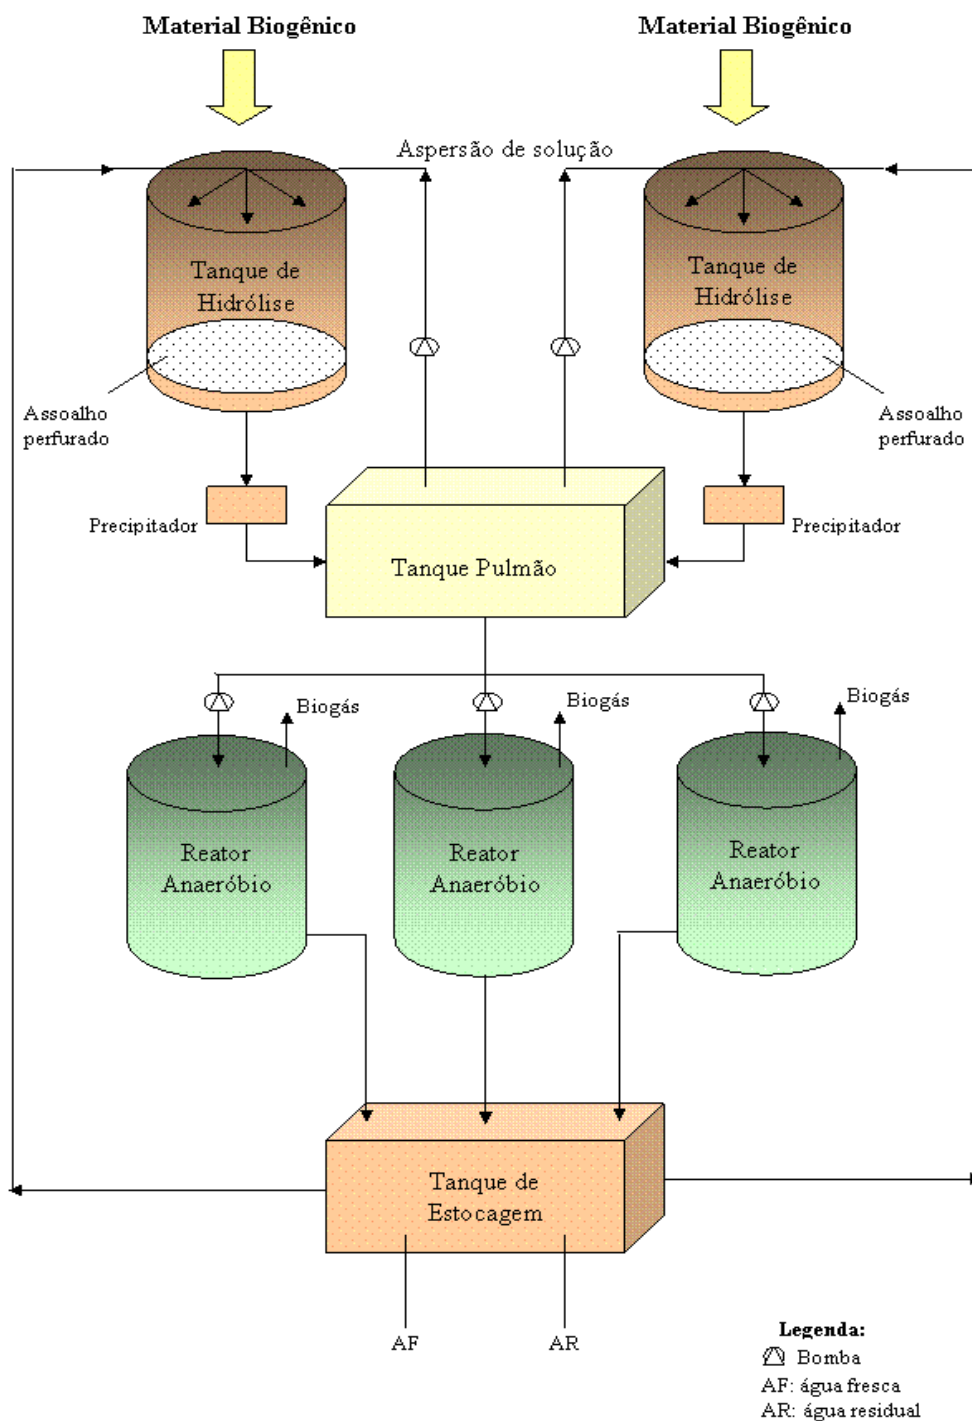 Material Biogênico
Material Biogênico
Aspersão de solução
Tanque de
Hidrólise
Tanque de
Hidrólise
Assoalho
perfurado
Assoalho
perfurado
Precipitador
Precipitador
Tanque Pulmão
Biogás
Biogás
Biogás
Reator
Anaeróbio
Reator
Anaeróbio
Reator
Anaeróbio
Tanque de
Estocagem
AF
AR
Legenda:
Bomba
AF: água fresca
AR: água residual